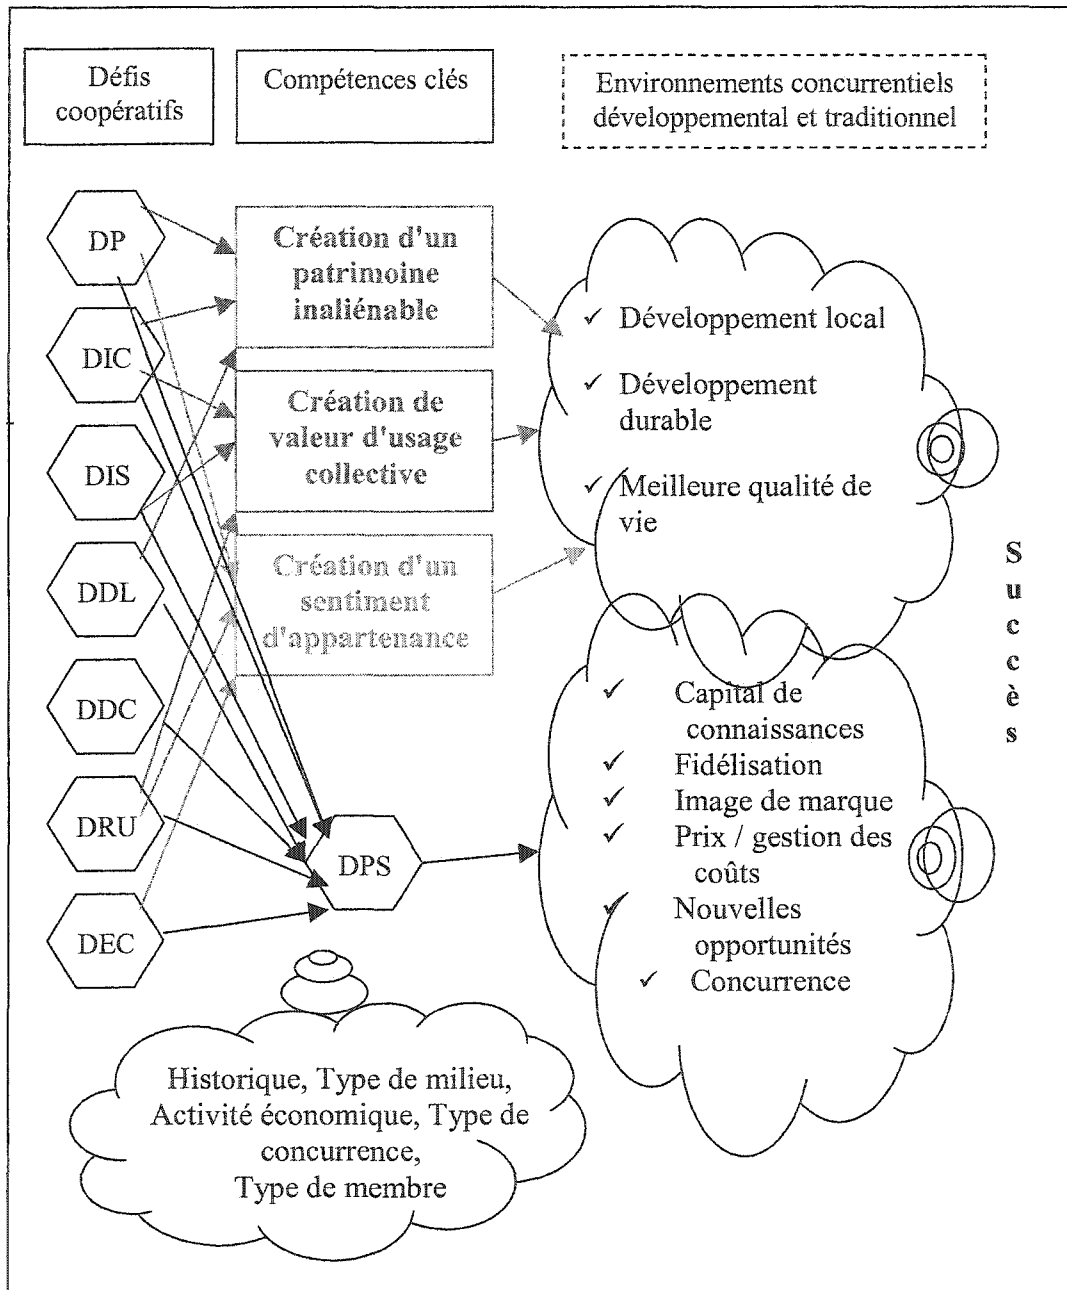 Défis
coopératifs
Compétences clés
Environnements concurrentiels
développemental et traditionnel
DP
DIC
DIS
DDL
DDC
DRU
DEC
Création d'un
patrimoine
inaliénable
Création de
valeur d'usage
collective
Création d'un
sentiment
d'appartenance
DPS
✓ Développement local
✓ Développement
durable
✓ Meilleure qualité de
vie
✓ Capital de
connaissances
✓ Fidélisation
✓ Image de marque
✓ Prix / gestion des
coûts
✓ Nouvelles
opportunités
✓ Concurrence
S
u
c
c
è
s
Historique, Type de milieu,
Activité économique, Type de
concurrence,
Type de membre